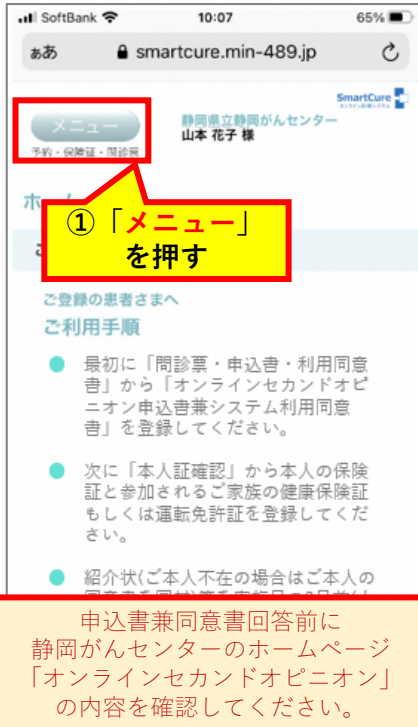 SoftBank 10:07 65%
ぁあ smartcure.min-489.jp
SmartCure
メニュー
予約・保険証・問診票
静岡県立静岡がんセンター
山本 花子 様
ホーム
①「メニュー」
を押す
ご登録の患者さまへ
ご利用手順
最初に「問診票・申込書・利用同意
書」から「オンラインセカンドオピ
ニオン申込書兼システム利用同意
書」を登録してください。
次に「本人証確認」から本人の保険
証と参加されるご家族の健康保険証
もしくは運転免許証を登録してくだ
さい。
紹介状(ご本人不在の場合はご本人の
申込書兼同意書回答前に
静岡がんセンターのホームページ
「オンラインセカンドオピニオン」
の内容を確認してください。